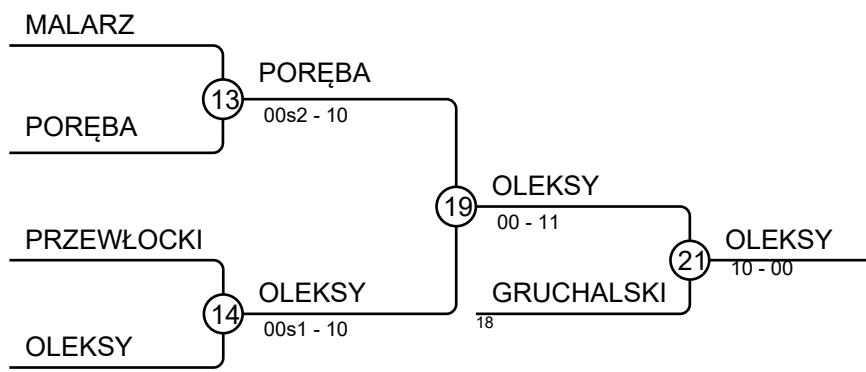 MALARZ
13
PORĘBA
00s2 - 10
PORĘBA
19
OLEKSY
00 - 11
PRZEWŁOCKI
14
OLEKSY
00s1 - 10
OLEKSY
GRUCHALSKI
18
21
OLEKSY
10 - 00